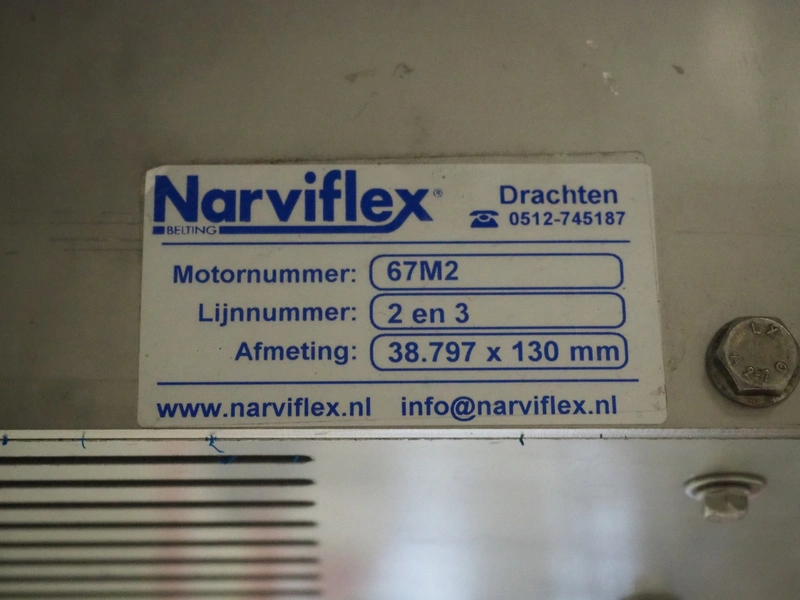 Narviflex®
BELTING
Drachten
☎ 0512-745187
Motornummer: 67M2
Lijnnummer: 2 en 3
Afmeting: 38.797 x 130 mm
www.narviflex.nl info@narviflex.nl